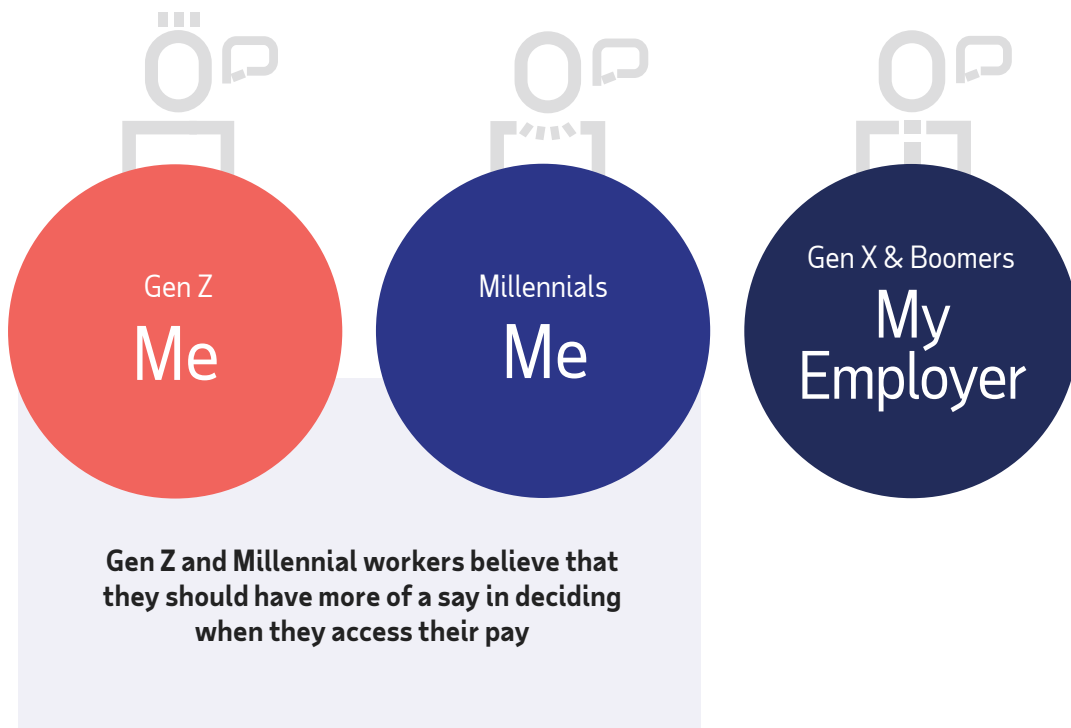 Gen Z
Me
Millennials
Me
Gen X & Boomers
My
Employer
Gen Z and Millennial workers believe that
they should have more of a say in deciding
when they access their pay